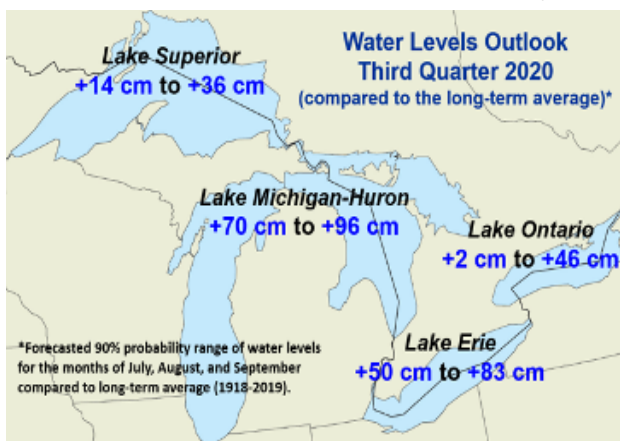 Water Levels Outlook
Third Quarter 2020
(compared to the long-term average)*
Lake Superior
+14 cm to +36 cm
Lake Michigan-Huron
+70 cm to +96 cm
Lake Ontario
+2 cm to +46 cm
Lake Erie
+50 cm to +83 cm
*Forecasted 90% probability range of water levels
for the months of July, August, and September
compared to long-term average (1918-2019).